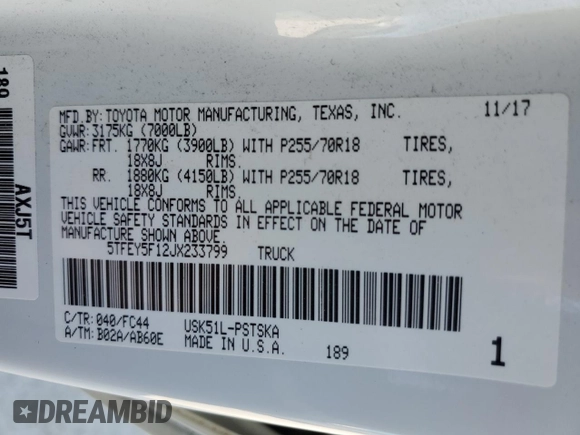 MFD.BY:TOYOTA MOTOR MANUFACTURING, TEXAS, INC. 11/17
GVWR:3175KG (7000LB)
GAWR:FRT. 1770KG (3900LB) WITH P255/70R18 TIRES,
18X8J RIMS.
RR. 1880KG (4150LB) WITH P255/70R18 TIRES,
18X8J RIMS.
THIS VEHICLE CONFORMS TO ALL APPLICABLE FEDERAL MOTOR
VEHICLE SAFETY STANDARDS IN EFFECT ON THE DATE OF
MANUFACTURE SHOWN ABOVE.
5TFEY5F12JX233799 TRUCK
C/TR:040/FC44 USK51L-PSTSKA
A/TM:B02A/AB60E MADE IN U.S.A. 189 1
189
AXJ5T
DREAMBID